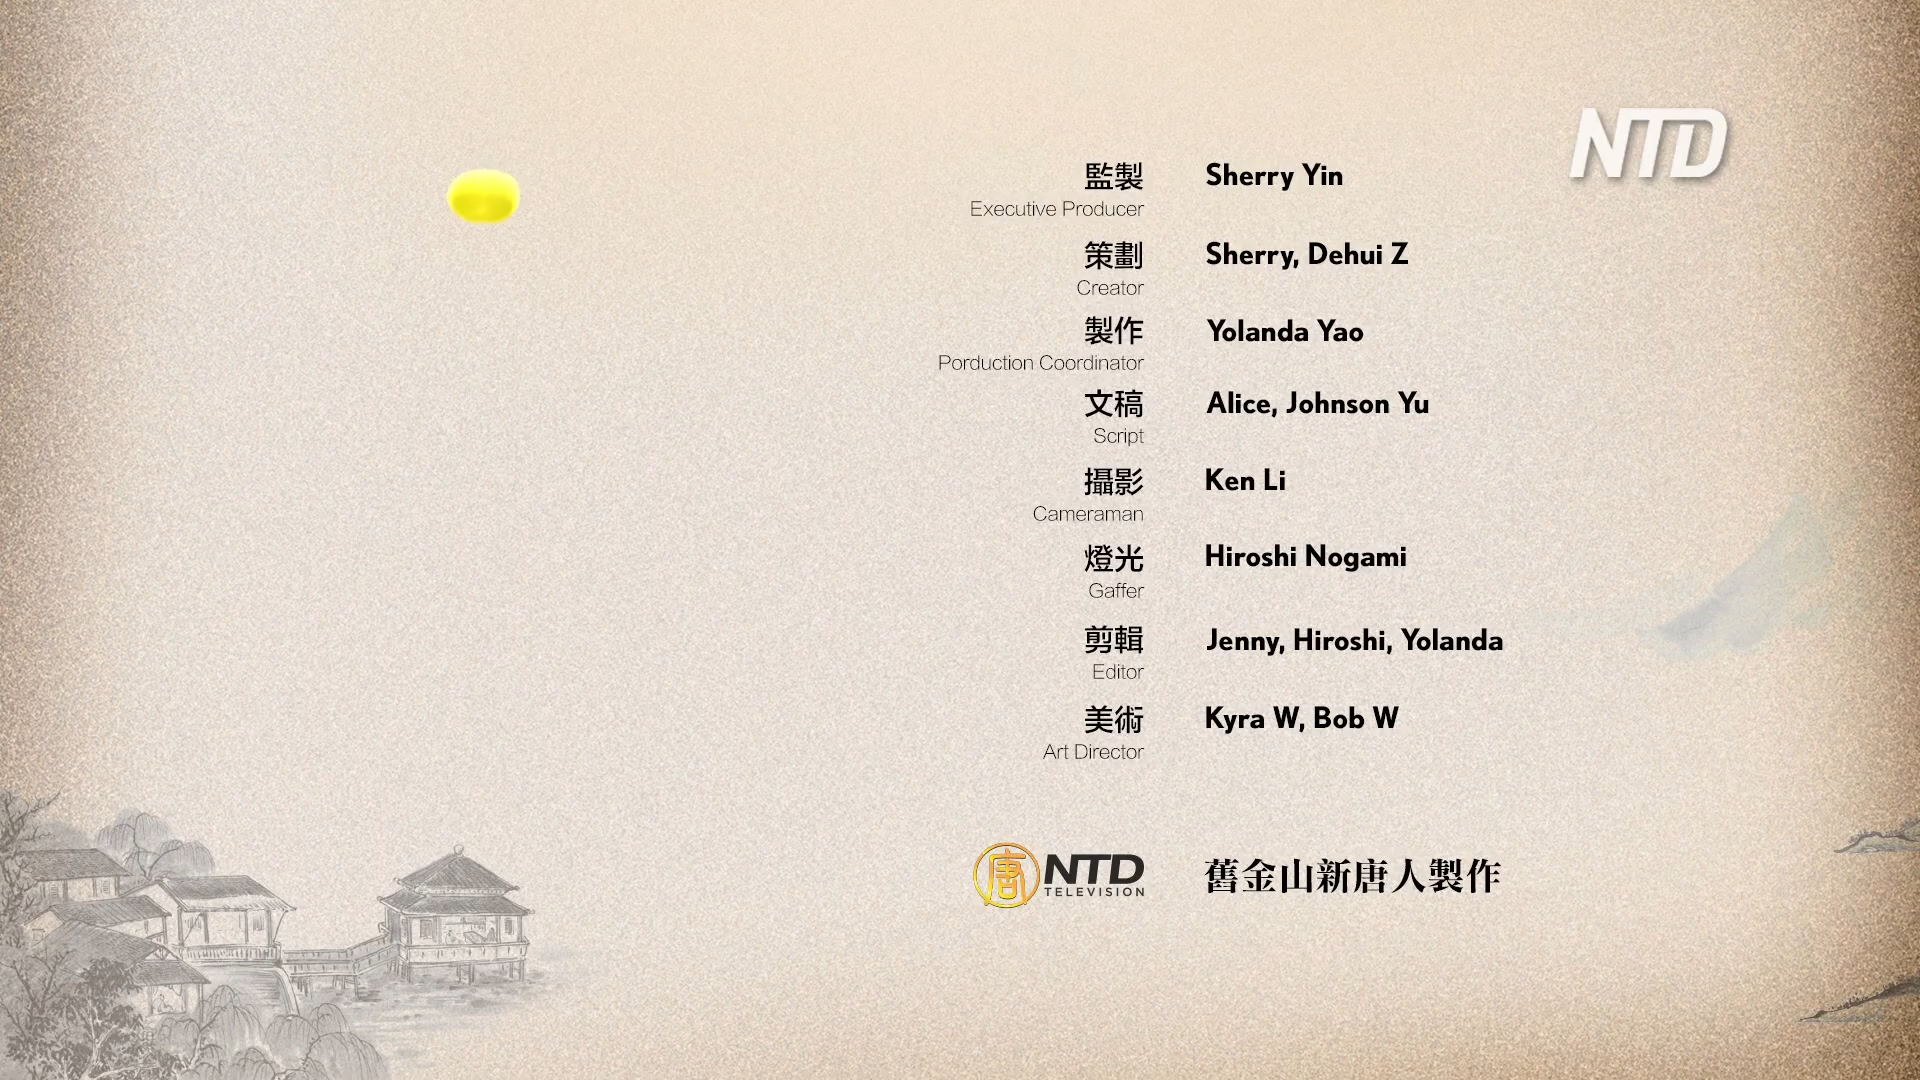 NTD
監製 Sherry Yin
Executive Producer
策劃 Sherry, Dehui Z
Creator
製作 Yolanda Yao
Porduction Coordinator
文稿 Alice, Johnson Yu
Script
攝影 Ken Li
Cameraman
燈光 Hiroshi Nogami
Gaffer
剪輯 Jenny, Hiroshi, Yolanda
Editor
美術 Kyra W, Bob W
Art Director
唐 NTD 舊金山新唐人製作
TELEVISION